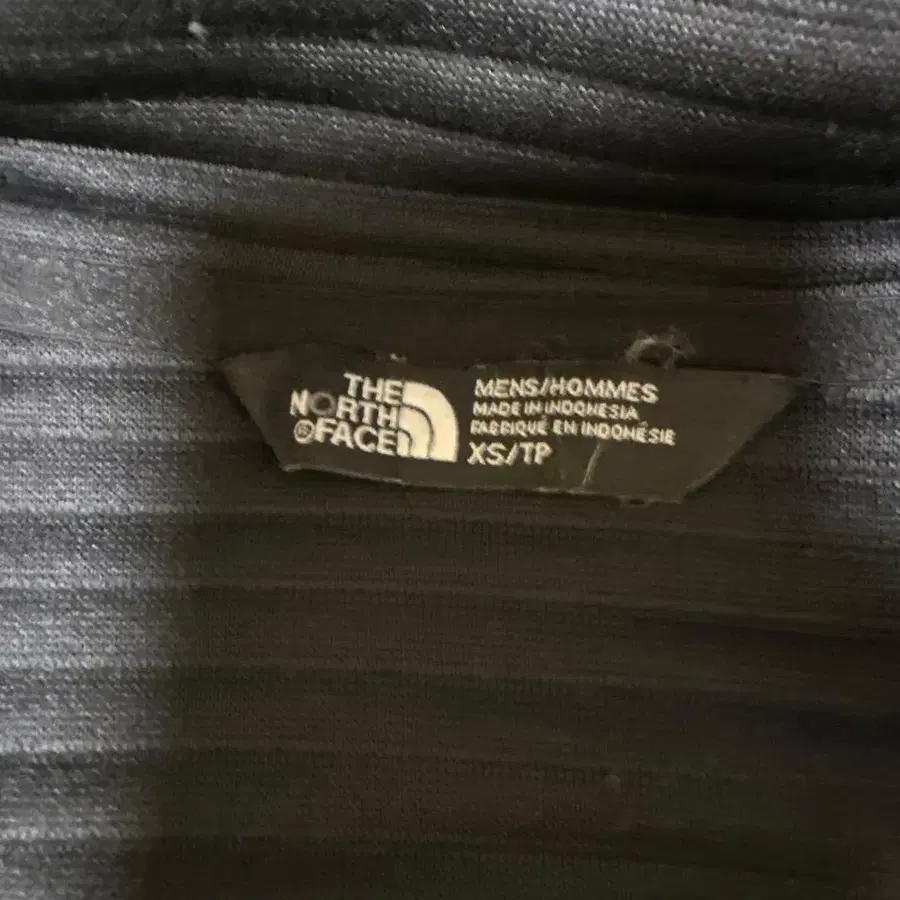 THE
NORTH
FACE
MENS/HOMMES
MADE IN INDONESIA
FABRIQUÉ EN INDONÉSIE
XS/TP